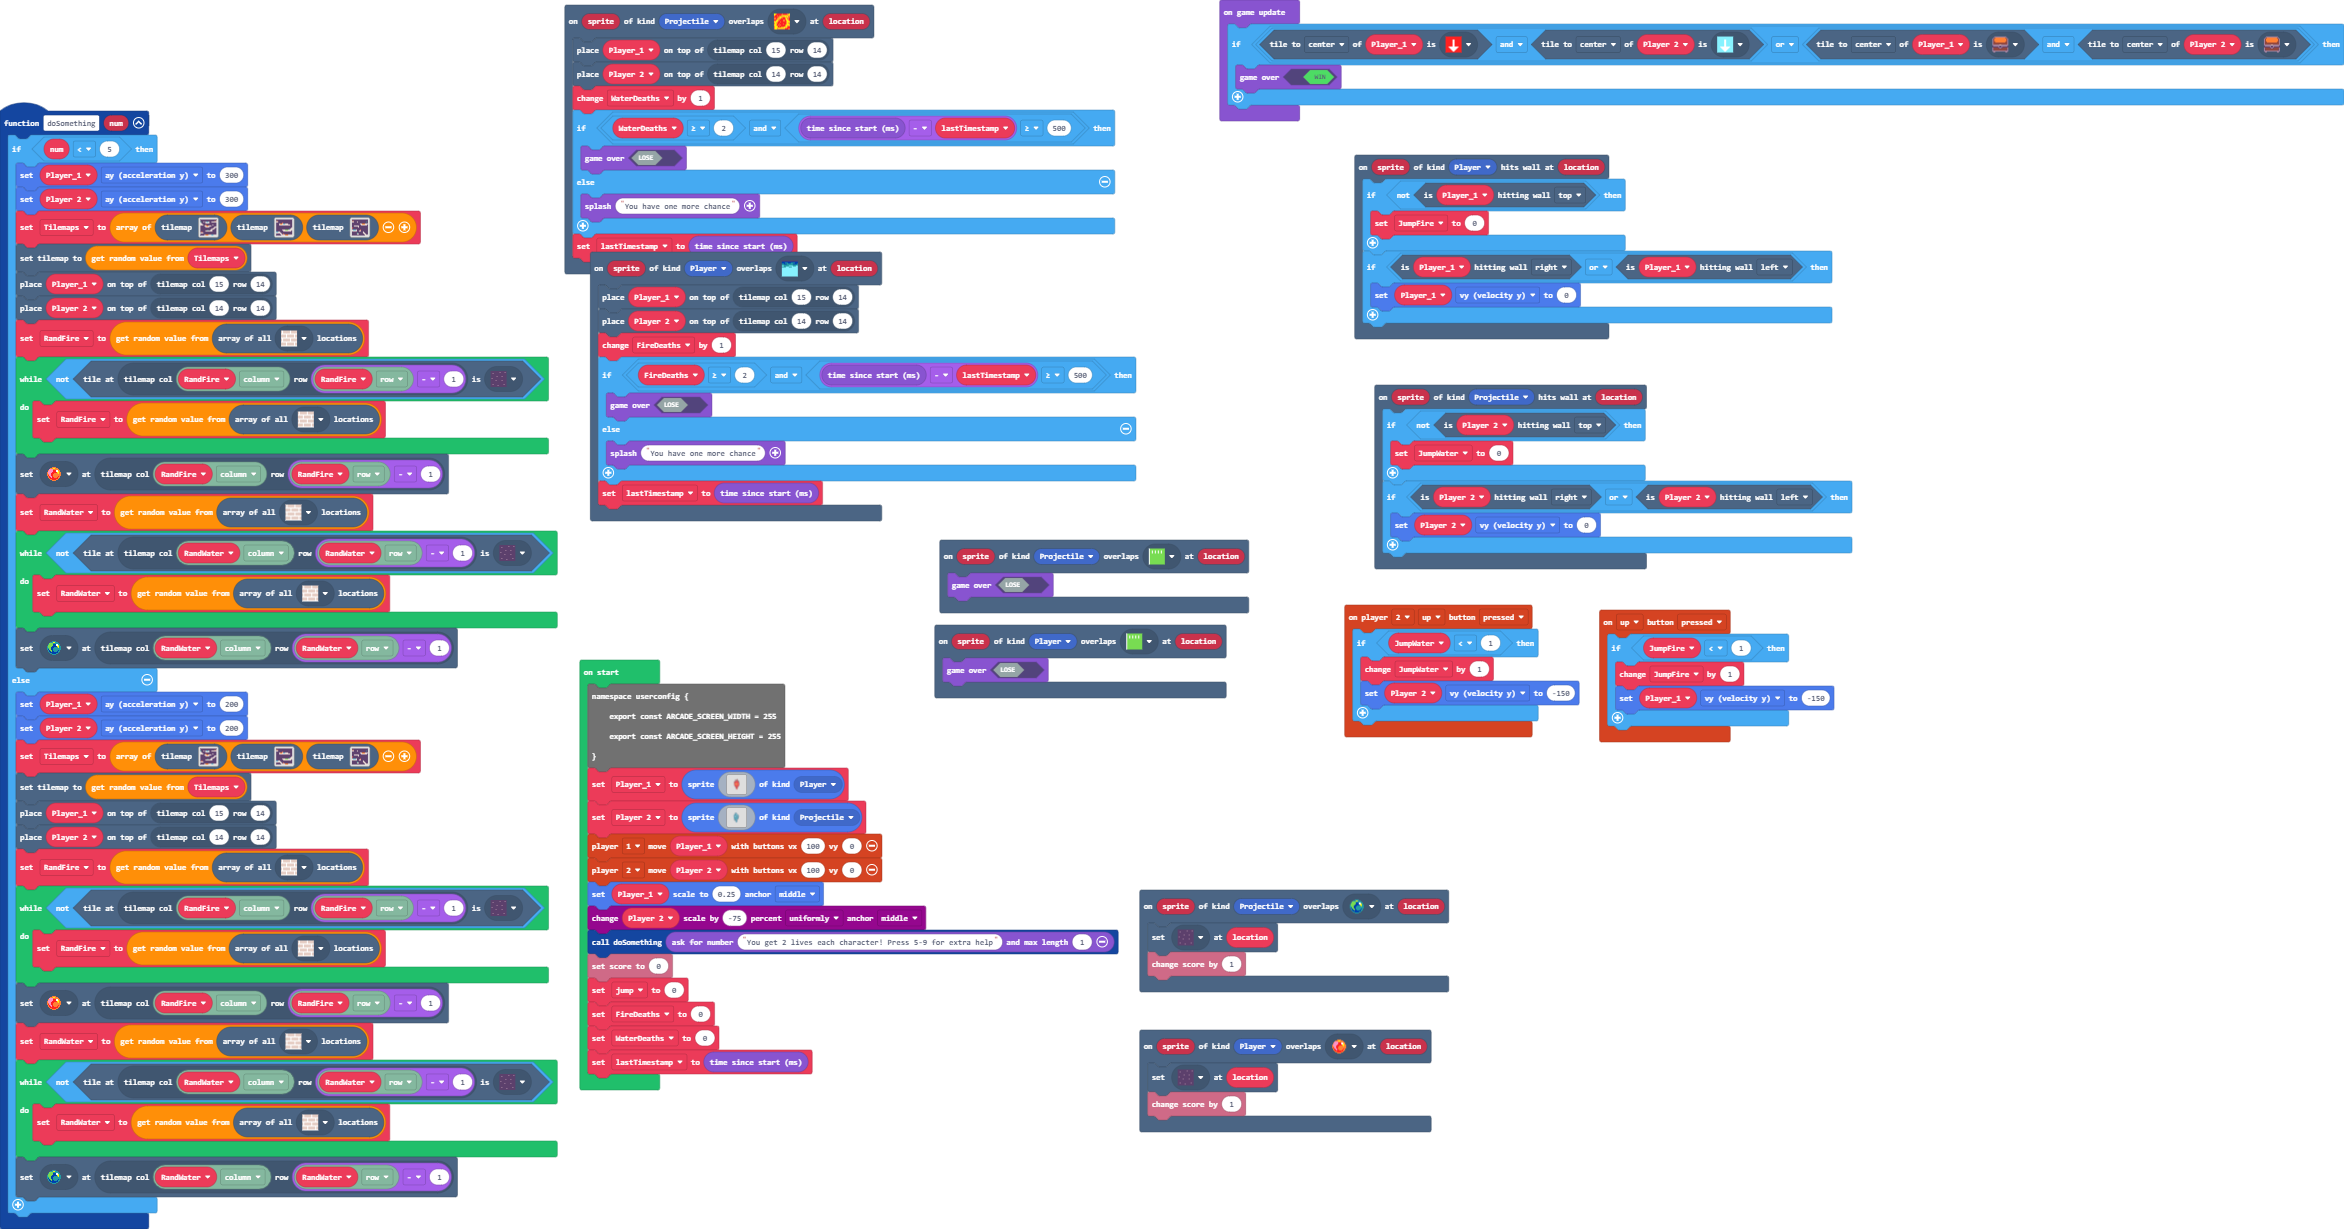 function doSomething num
if num < 5 then
set Player_1 ay (acceleration y) to 300
set Player 2 ay (acceleration y) to 300
set Tilemaps to array of tilemap tilemap tilemap
set tilemap to get random value from Tilemaps
place Player_1 on top of tilemap col 15 row 14
place Player 2 on top of tilemap col 14 row 14
set RandFire to get random value from array of all locations
while not tile at tilemap col RandFire column row RandFire row - 1 is
do
set RandFire to get random value from array of all locations
set at tilemap col RandFire column row RandFire row - 1
set RandWater to get random value from array of all locations
while not tile at tilemap col RandWater column row RandWater row - 1 is
do
set RandWater to get random value from array of all locations
set at tilemap col RandWater column row RandWater row - 1
else
set Player_1 ay (acceleration y) to 200
set Player 2 ay (acceleration y) to 200
set Tilemaps to array of tilemap tilemap tilemap
set tilemap to get random value from Tilemaps
place Player_1 on top of tilemap col 15 row 14
place Player 2 on top of tilemap col 14 row 14
set RandFire to get random value from array of all locations
while not tile at tilemap col RandFire column row RandFire row - 1 is
do
set RandFire to get random value from array of all locations
set at tilemap col RandFire column row RandFire row - 1
set RandWater to get random value from array of all locations
while not tile at tilemap col RandWater column row RandWater row - 1 is
do
set RandWater to get random value from array of all locations
set at tilemap col RandWater column row RandWater row - 1
on sprite of kind Projectile overlaps at location
place Player_1 on top of tilemap col 15 row 14
place Player 2 on top of tilemap col 14 row 14
change WaterDeaths by 1
if WaterDeaths ≥ 2 and time since start (ms) - lastTimestamp ≥ 500 then
game over LOSE
else
splash "You have one more chance"
set lastTimestamp to time since start (ms)
on sprite of kind Player overlaps at location
place Player_1 on top of tilemap col 15 row 14
place Player 2 on top of tilemap col 14 row 14
change FireDeaths by 1
if FireDeaths ≥ 2 and time since start (ms) - lastTimestamp ≥ 500 then
game over LOSE
else
splash "You have one more chance"
set lastTimestamp to time since start (ms)
on sprite of kind Projectile overlaps at location
game over LOSE
on sprite of kind Player overlaps at location
game over LOSE
on start
namespace userconfig {
export const ARCADE_SCREEN_WIDTH = 255
export const ARCADE_SCREEN_HEIGHT = 255
}
set Player_1 to sprite of kind Player
set Player 2 to sprite of kind Projectile
player 1 move Player_1 with buttons vx 100 vy 0
player 2 move Player 2 with buttons vx 100 vy 0
set Player_1 scale to 0.25 anchor middle
change Player 2 scale by -75 percent uniformly anchor middle
call doSomething ask for number "You get 2 lives each character! Press 5-9 for extra help" and max length 1
set score to 0
set jump to 0
set FireDeaths to 0
set WaterDeaths to 0
set lastTimestamp to time since start (ms)
on game update
if tile to center of Player_1 is and tile to center of Player 2 is or tile to center of Player_1 is and tile to center of Player 2 is then
game over WIN
on sprite of kind Player hits wall at location
if not is Player_1 hitting wall top then
set JumpFire to 0
if is Player_1 hitting wall right or is Player_1 hitting wall left then
set Player_1 vy (velocity y) to 0
on sprite of kind Projectile hits wall at location
if not is Player 2 hitting wall top then
set JumpWater to 0
if is Player 2 hitting wall right or is Player 2 hitting wall left then
set Player 2 vy (velocity y) to 0
on player 2 up button pressed
if JumpWater < 1 then
change JumpWater by 1
set Player 2 vy (velocity y) to -150
on up button pressed
if JumpFire < 1 then
change JumpFire by 1
set Player_1 vy (velocity y) to -150
on sprite of kind Projectile overlaps at location
set at location
change score by 1
on sprite of kind Player overlaps at location
set at location
change score by 1